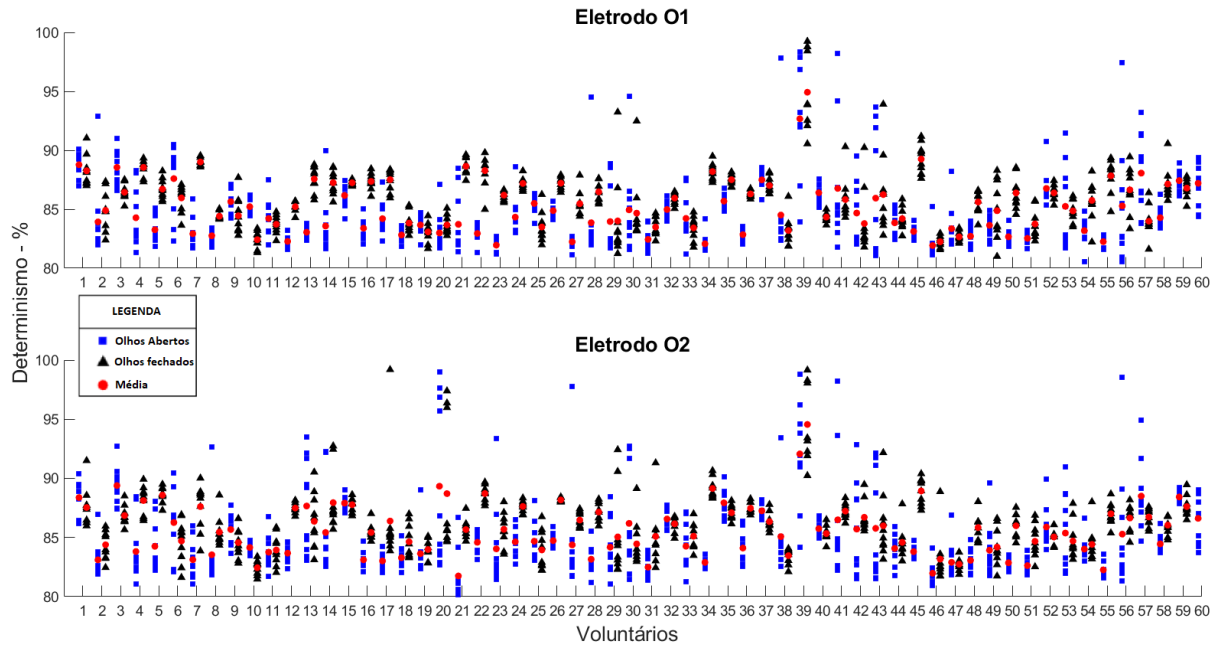 Eletrodo O1
100
95
90
85
80
1 2 3 4 5 6 7 8 9 10 11 12 13 14 15 16 17 18 19 20 21 22 23 24 25 26 27 28 29 30 31 32 33 34 35 36 37 38 39 40 41 42 43 44 45 46 47 48 49 50 51 52 53 54 55 56 57 58 59 60
Determinismo - %
LEGENDA
Olhos Abertos
Olhos fechados
Média
Eletrodo O2
100
95
90
85
80
1 2 3 4 5 6 7 8 9 10 11 12 13 14 15 16 17 18 19 20 21 22 23 24 25 26 27 28 29 30 31 32 33 34 35 36 37 38 39 40 41 42 43 44 45 46 47 48 49 50 51 52 53 54 55 56 57 58 59 60
Voluntários